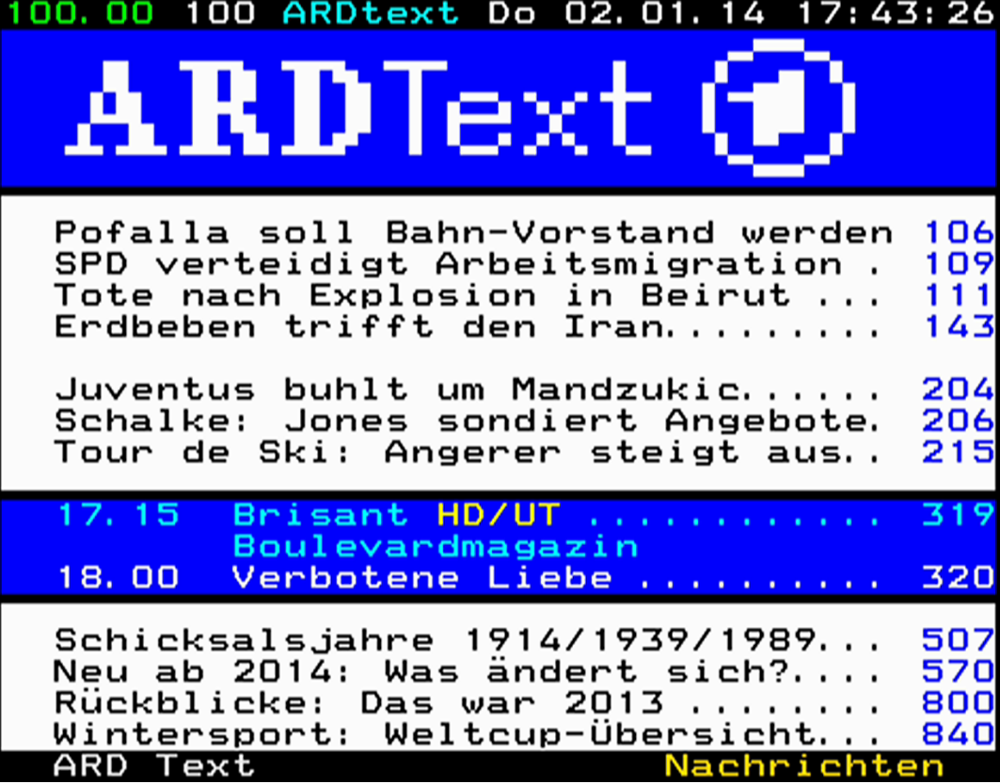 100.00 100 ARDtext Do 02.01.14 17:43:26
ARDText
Pofalla soll Bahn-Vorstand werden 106
SPD verteidigt Arbeitsmigration . 109
Tote nach Explosion in Beirut ... 111
Erdbeben trifft den Iran......... 143
Juventus buhlt um Mandzukic...... 204
Schalke: Jones sondiert Angebote. 206
Tour de Ski: Angerer steigt aus.. 215
17.15 Brisant HD/UT ............ 319
Boulevardmagazin
18.00 Verbotene Liebe .......... 320
Schicksalsjahre 1914/1939/1989... 507
Neu ab 2014: Was ändert sich?.... 570
Rückblicke: Das war 2013 ........ 800
Wintersport: Weltcup-Übersicht... 840
ARD Text Nachrichten